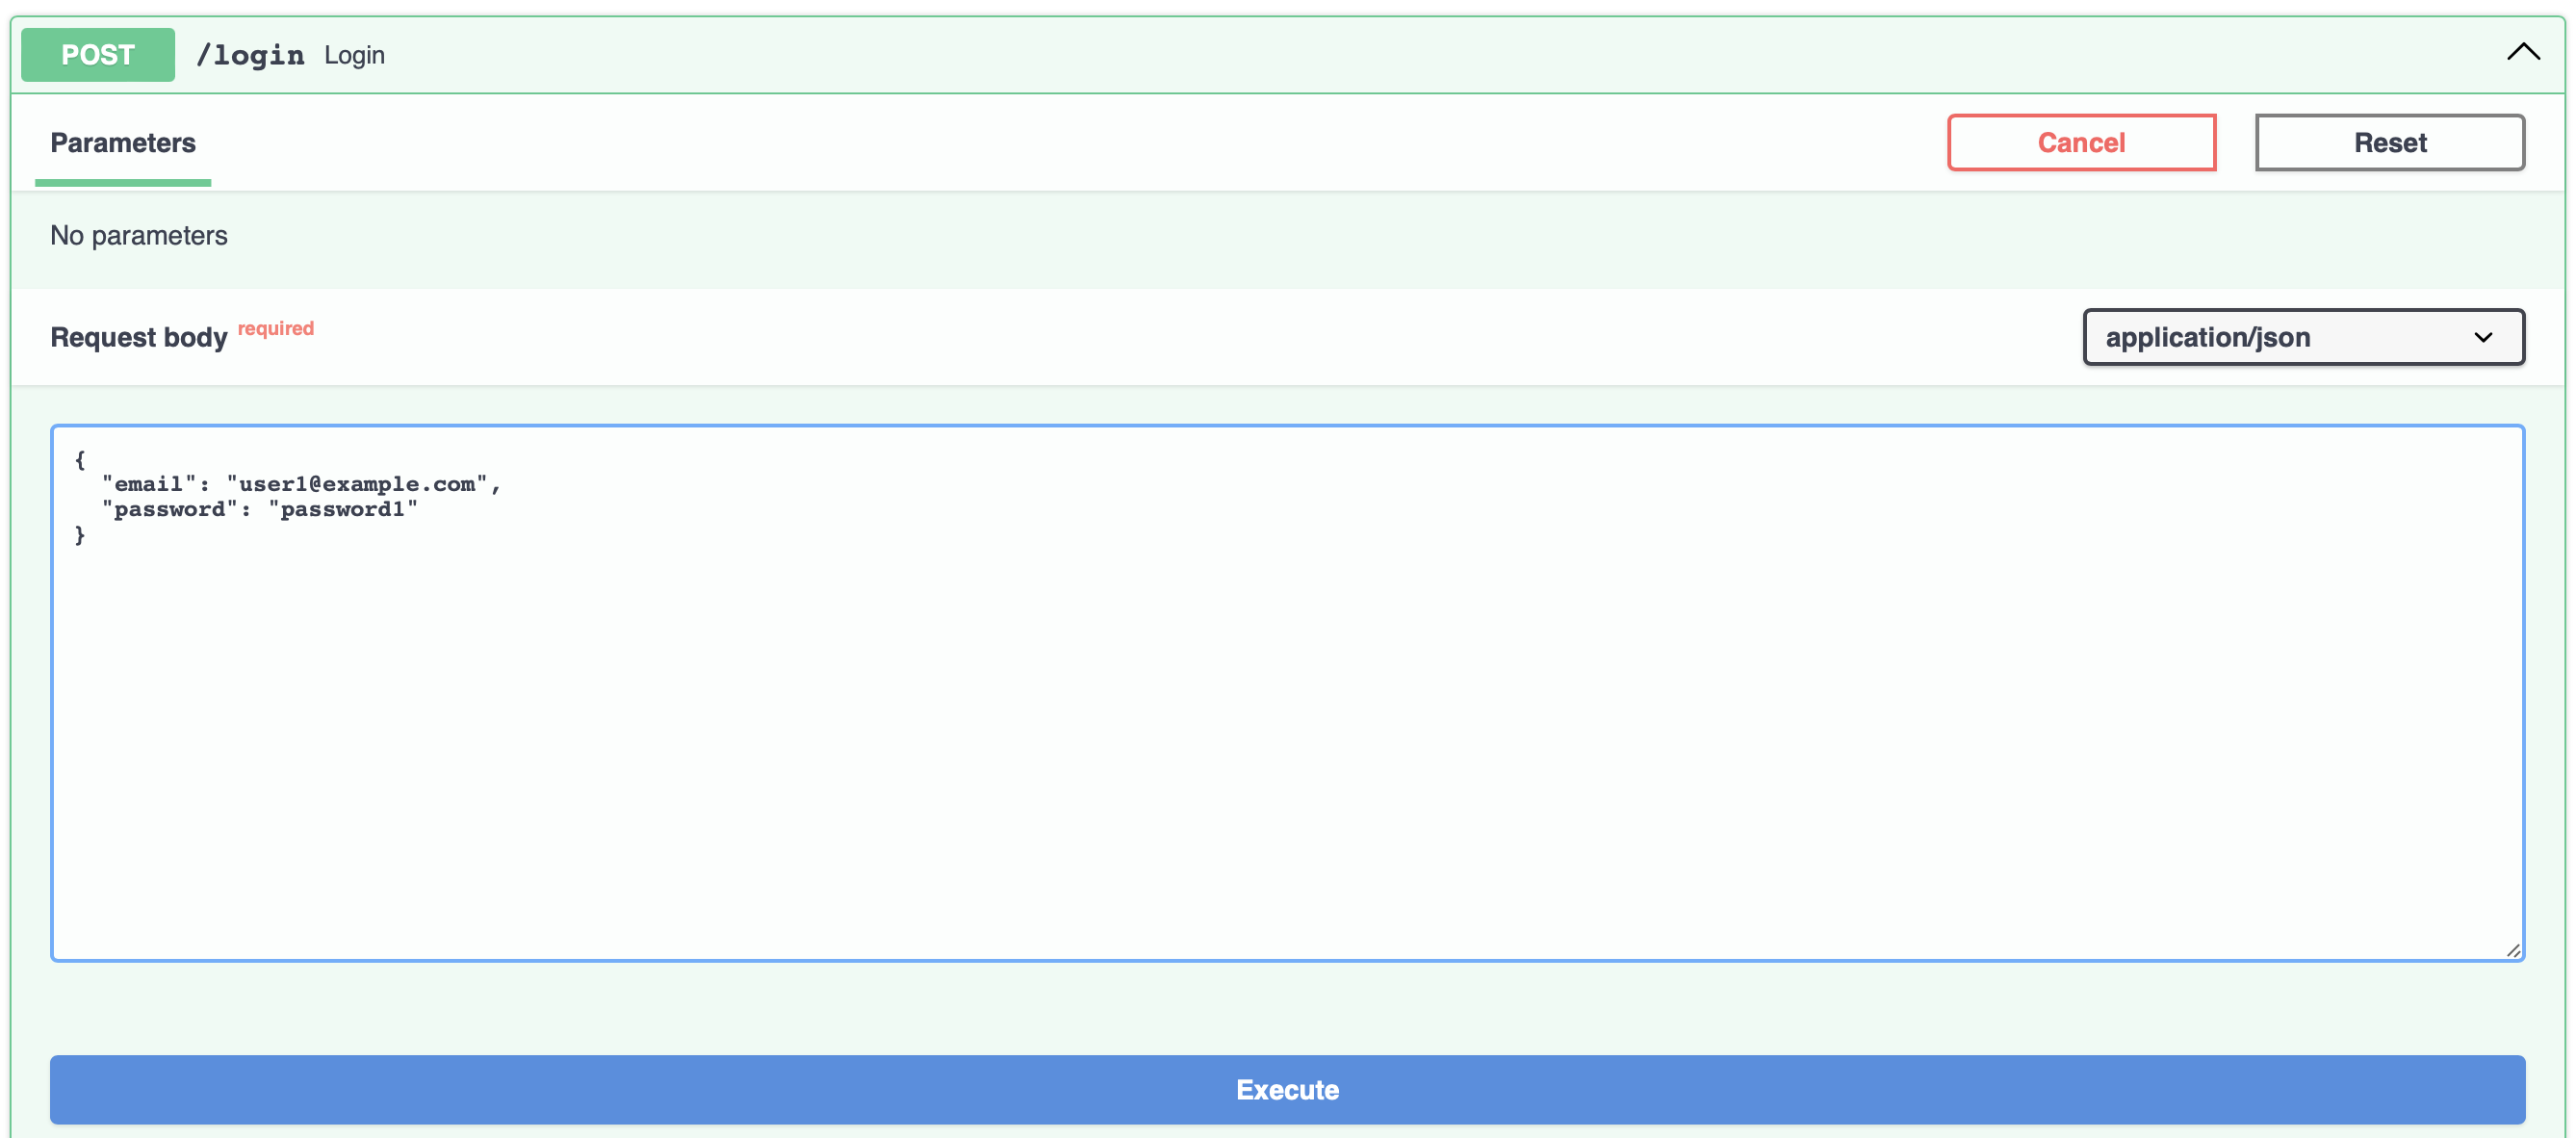 POST /login Login
Parameters
Cancel Reset
No parameters
Request body required
application/json
{
  "email": "user1@example.com",
  "password": "password1"
}
Execute